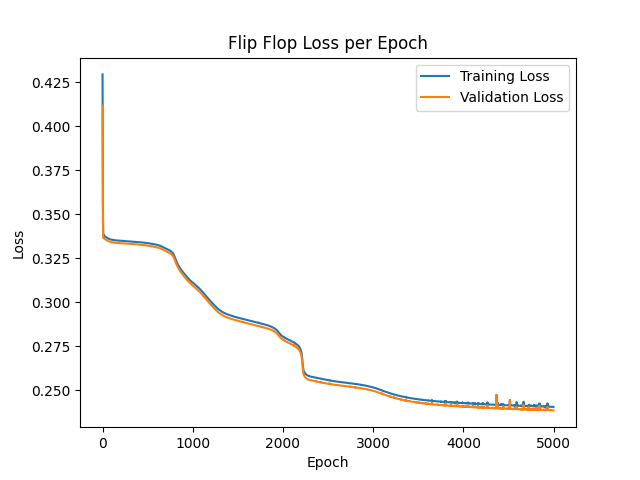 Flip Flop Loss per Epoch
Training Loss
Validation Loss
0.425
0.400
0.375
0.350
0.325
0.300
0.275
0.250
Loss
0 1000 2000 3000 4000 5000
Epoch